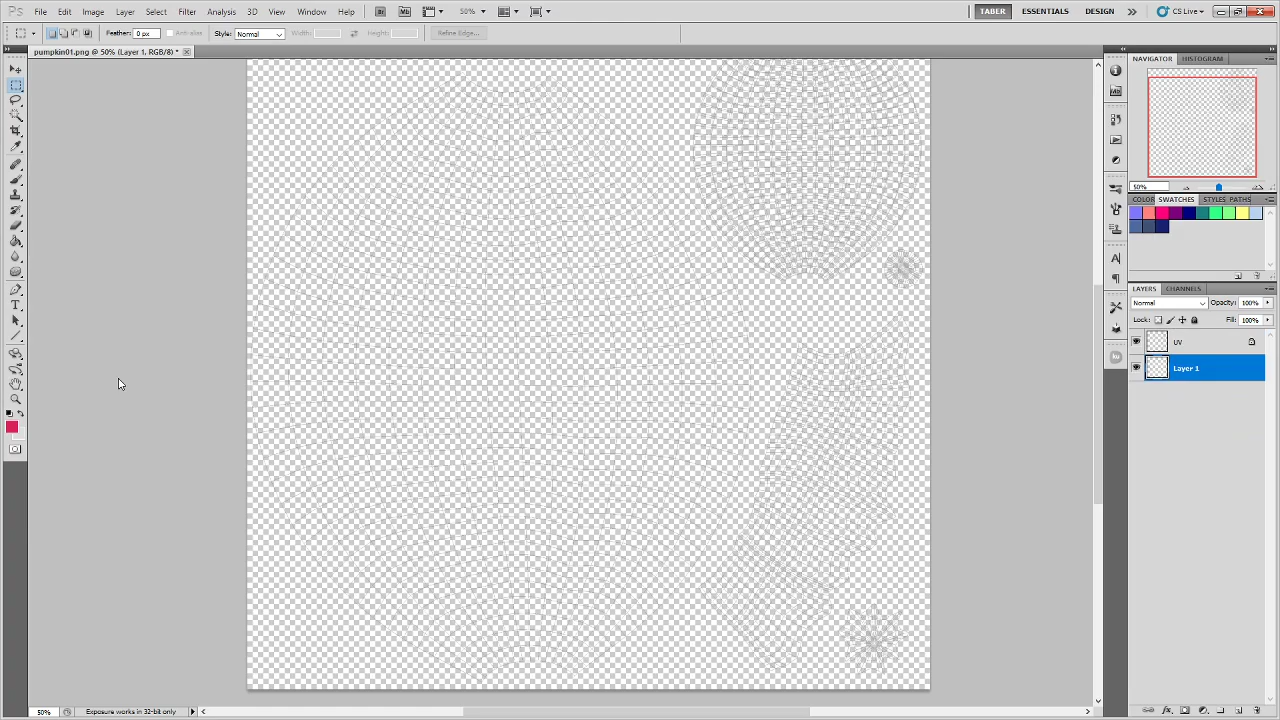 Ps File Edit Image Layer Select Filter Analysis 3D View Window Help Br Mb 50% TABER ESSENTIALS DESIGN CS Live
Feather: 0 px Anti-alias Style: Normal Width: Height: Refine Edge...
pumpkin01.png @ 50% (Layer 1, RGB/8) *
NAVIGATOR HISTOGRAM
50%
COLOR SWATCHES STYLES PATHS
LAYERS CHANNELS
Normal Opacity: 100%
Lock: Fill: 100%
UV
Layer 1
50% Exposure works in 32-bit only